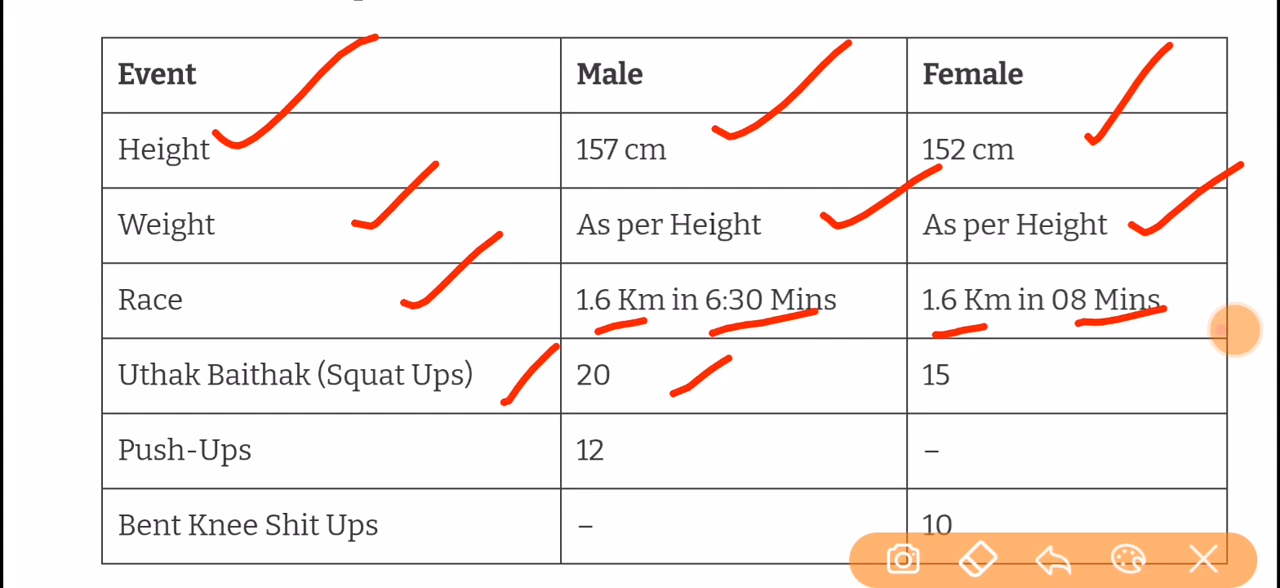 Event Male Female
Height 157 cm 152 cm
Weight As per Height As per Height
Race 1.6 Km in 6:30 Mins 1.6 Km in 08 Mins
Uthak Baithak (Squat Ups) 20 15
Push-Ups 12 –
Bent Knee Shit Ups – 10